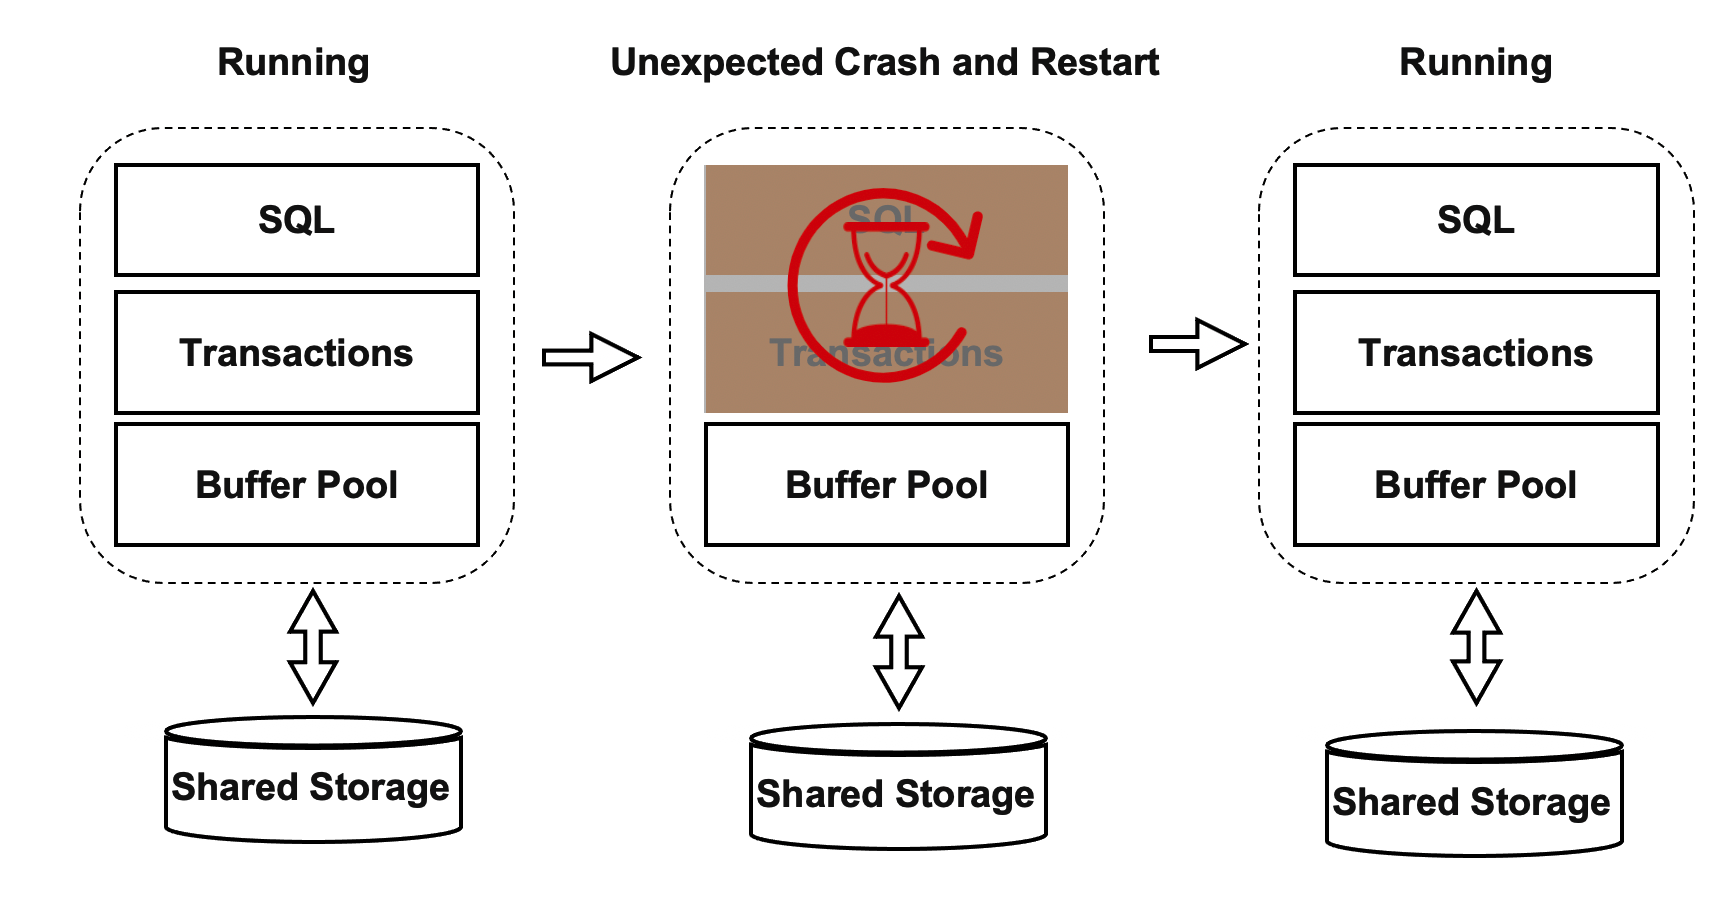 Running
SQL
Transactions
Buffer Pool
Shared Storage
Unexpected Crash and Restart
SQL
Transactions
Buffer Pool
Shared Storage
Running
SQL
Transactions
Buffer Pool
Shared Storage